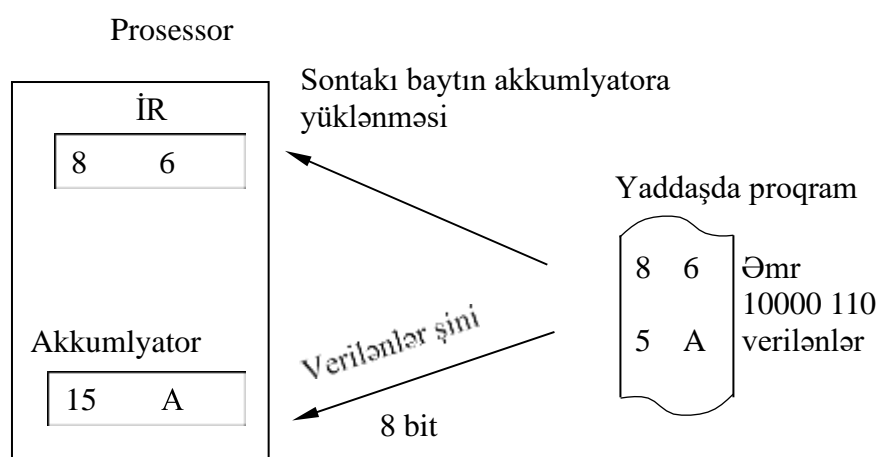 Prosessor
Sontakı baytın akkumlyatora
yüklənməsi
İR
8 6
Yaddaşda proqram
8 6 Əmr
10000 110
5 A verilənlər
Verilənlər şini
Akkumlyator
15 A
8 bit